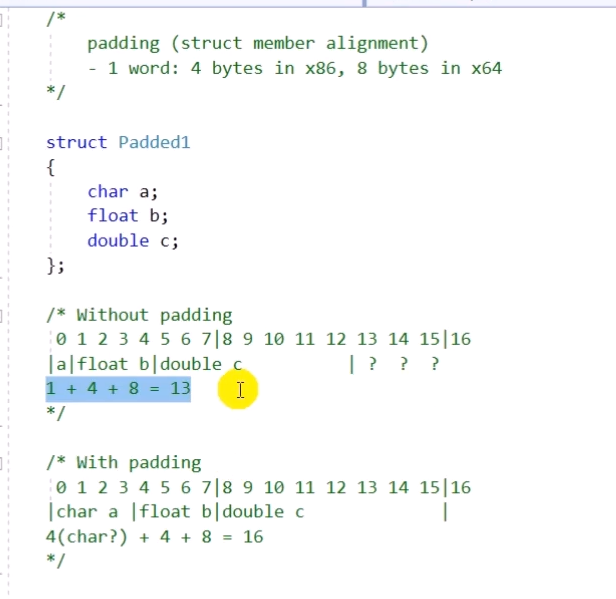 /*
padding (struct member alignment)
- 1 word: 4 bytes in x86, 8 bytes in x64
*/
struct Padded1
{
char a;
float b;
double c;
};
/* Without padding
0 1 2 3 4 5 6 7|8 9 10 11 12 13 14 15|16
|a|float b|double c | ? ? ?
1 + 4 + 8 = 13
*/
/* With padding
0 1 2 3 4 5 6 7|8 9 10 11 12 13 14 15|16
|char a |float b|double c |
4(char?) + 4 + 8 = 16
*/